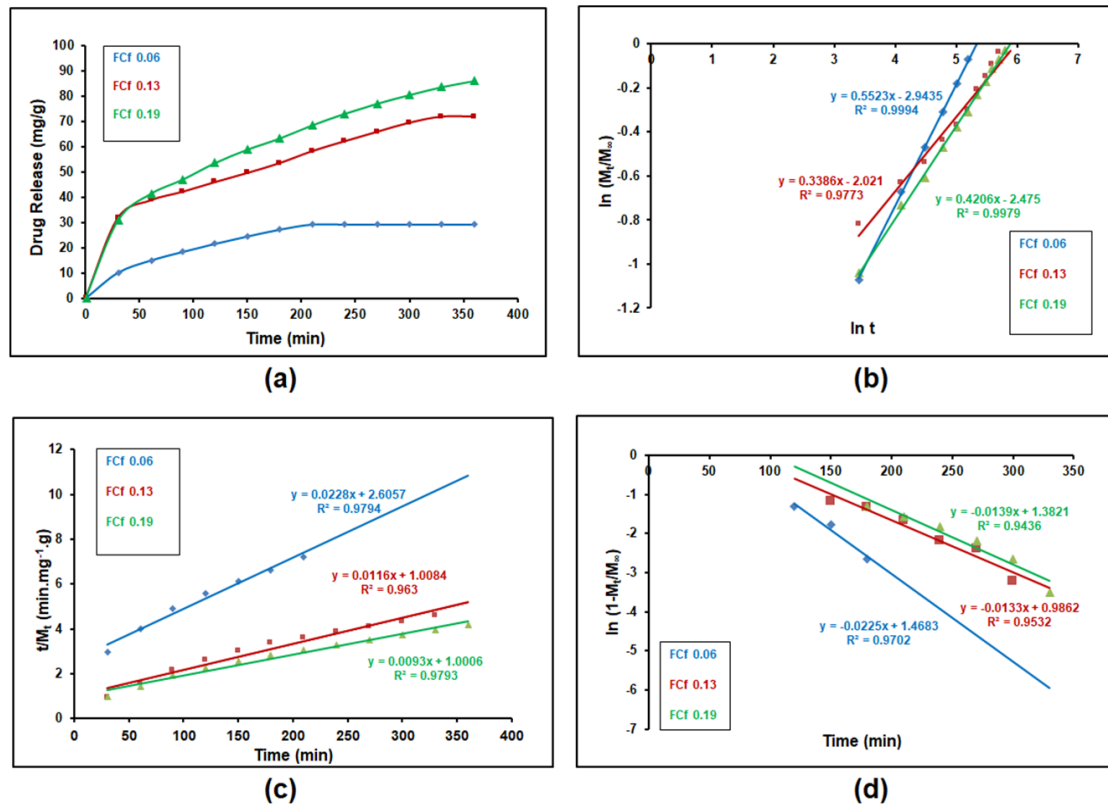 100
90
80
70
60
50
40
30
20
10
0
Drug Release (mg/g)
FCf 0.06
FCf 0.13
FCf 0.19
0 50 100 150 200 250 300 350 400
Time (min)
(a)
0 1 2 3 4 5 6 7
0
-0.2
-0.4
-0.6
-0.8
-1
-1.2
ln (Mₜ/M∞)
y = 0.5523x - 2.9435
R² = 0.9994
y = 0.3386x - 2.021
R² = 0.9773
y = 0.4206x - 2.475
R² = 0.9979
FCf 0.06
FCf 0.13
FCf 0.19
ln t
(b)
12
10
8
6
4
2
0
t/Mₜ (min.mg⁻¹.g)
FCf 0.06
FCf 0.13
FCf 0.19
y = 0.0228x + 2.6057
R² = 0.9794
y = 0.0116x + 1.0084
R² = 0.963
y = 0.0093x + 1.0006
R² = 0.9793
0 50 100 150 200 250 300 350 400
Time (min)
(c)
0 50 100 150 200 250 300 350
0
-1
-2
-3
-4
-5
-6
-7
ln (1-Mₜ/M∞)
y = -0.0139x + 1.3821
R² = 0.9436
y = -0.0133x + 0.9862
R² = 0.9532
y = -0.0225x + 1.4683
R² = 0.9702
FCf 0.06
FCf 0.13
FCf 0.19
Time (min)
(d)